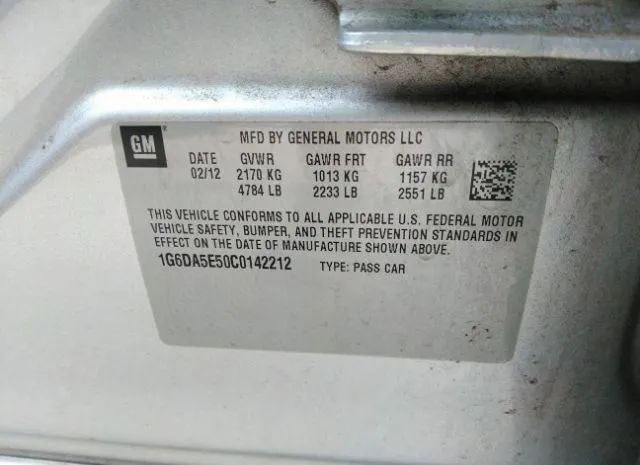 GM ® MFD BY GENERAL MOTORS LLC
DATE GVWR GAWR FRT GAWR RR
02/12 2170 KG 1013 KG 1157 KG
4784 LB 2233 LB 2551 LB
THIS VEHICLE CONFORMS TO ALL APPLICABLE U.S. FEDERAL MOTOR
VEHICLE SAFETY, BUMPER, AND THEFT PREVENTION STANDARDS IN
EFFECT ON THE DATE OF MANUFACTURE SHOWN ABOVE.
1G6DA5E50C0142212 TYPE: PASS CAR